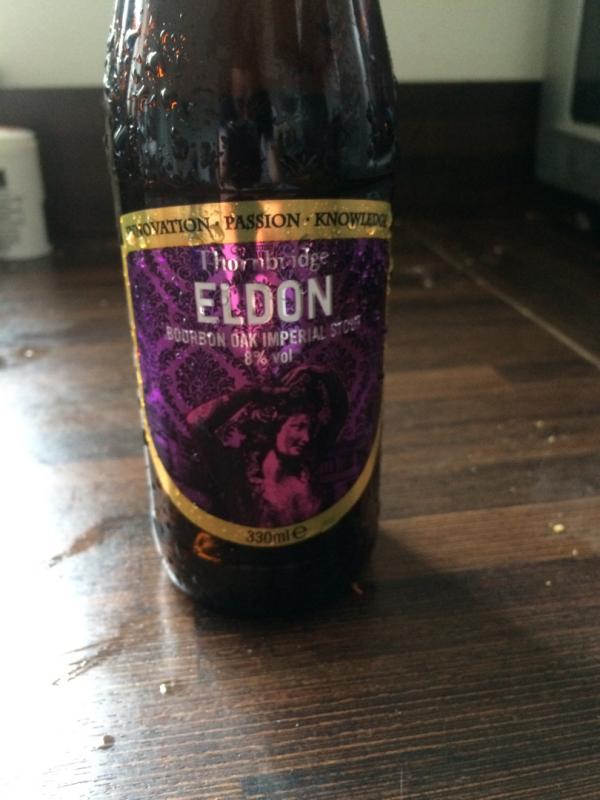 INNOVATION · PASSION · KNOWLEDGE
Thornbridge
ELDON
BOURBON OAK IMPERIAL STOUT
8% vol
330ml e